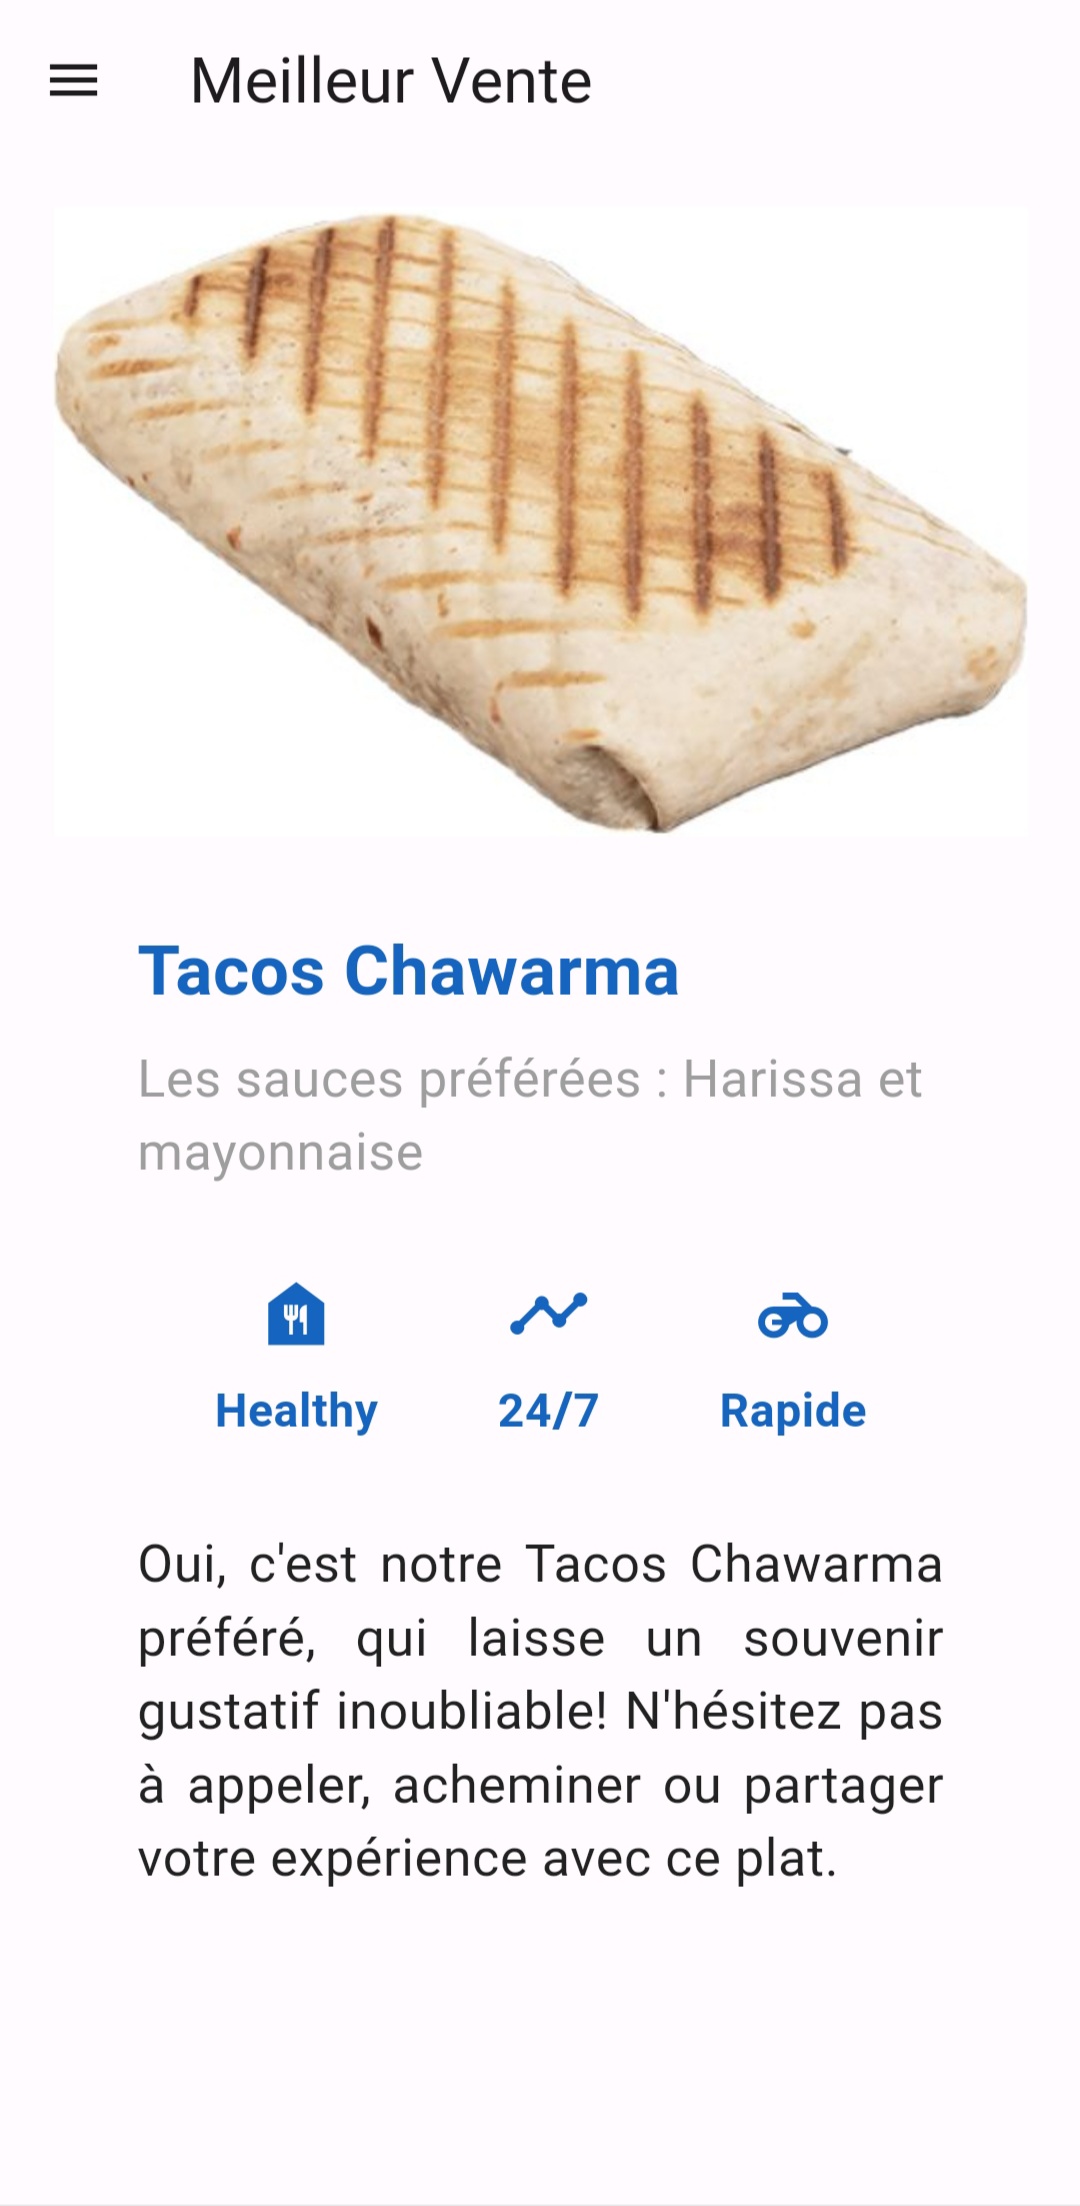 Meilleur Vente
Tacos Chawarma
Les sauces préférées : Harissa et
mayonnaise
Healthy 24/7 Rapide
Oui, c'est notre Tacos Chawarma
préféré, qui laisse un souvenir
gustatif inoubliable! N'hésitez pas
à appeler, acheminer ou partager
votre expérience avec ce plat.